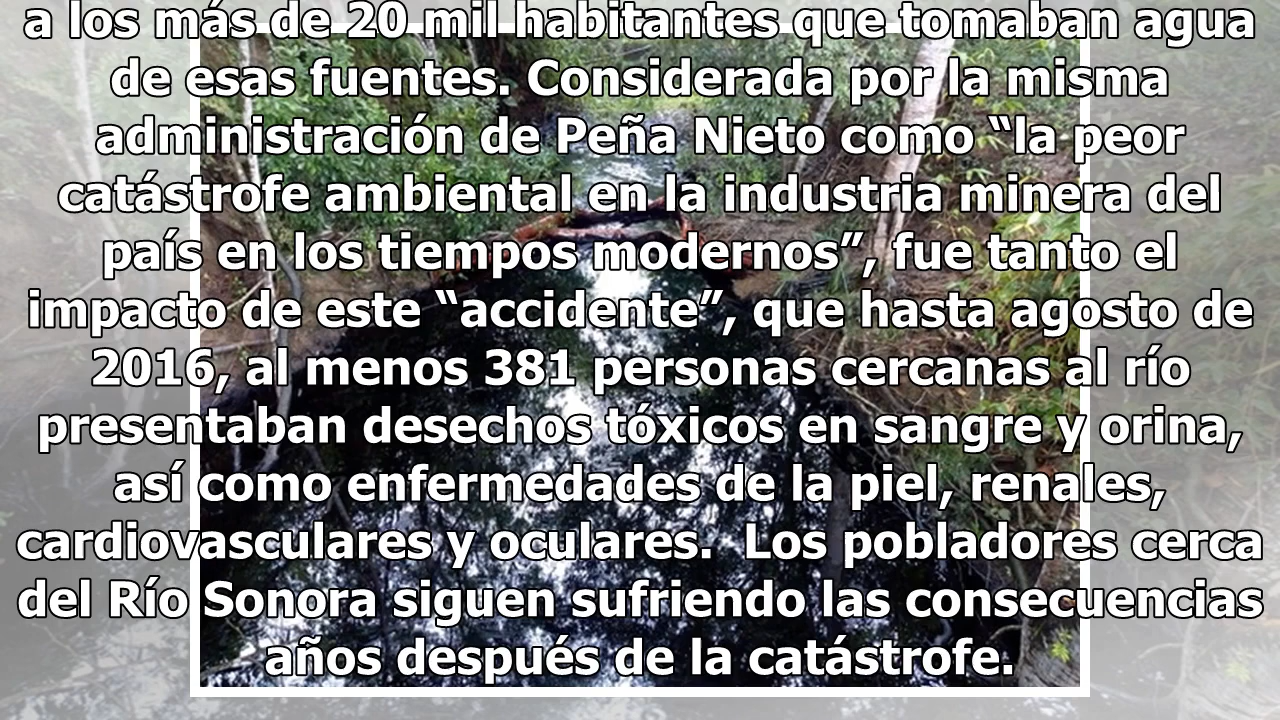 a los más de 20 mil habitantes que tomaban agua
de esas fuentes. Considerada por la misma
administración de Peña Nieto como “la peor
catástrofe ambiental en la industria minera del
país en los tiempos modernos”, fue tanto el
impacto de este “accidente”, que hasta agosto de
2016, al menos 381 personas cercanas al río
presentaban desechos tóxicos en sangre y orina,
así como enfermedades de la piel, renales,
cardiovasculares y oculares.  Los pobladores cerca
del Río Sonora siguen sufriendo las consecuencias
años después de la catástrofe.